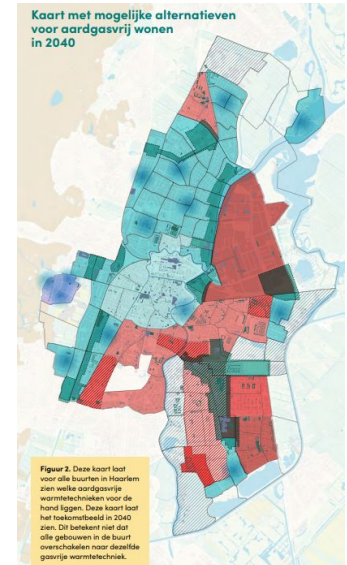 Kaart met mogelijke alternatieven
voor aardgasvrij wonen
in 2040
Figuur 2. Deze kaart laat
voor alle buurten in Haarlem
zien welke aardgasvrije
warmtetechnieken voor de
hand liggen. Deze kaart laat
het toekomstbeeld in 2040
zien. Dit betekent niet dat
alle gebouwen in de buurt
overschakelen naar dezelfde
gasvrije warmtetechniek.